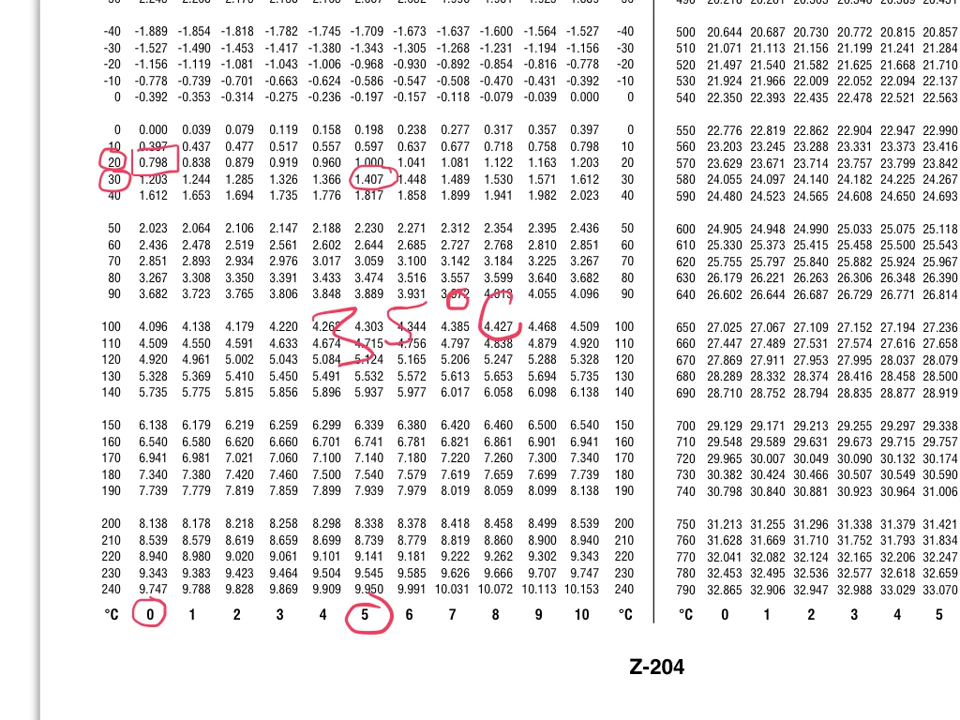 -40 -1.889 -1.854 -1.818 -1.782 -1.745 -1.709 -1.673 -1.637 -1.600 -1.564 -1.527 -40 500 20.644 20.687 20.730 20.772 20.815 20.857
-30 -1.527 -1.490 -1.453 -1.417 -1.380 -1.343 -1.305 -1.268 -1.231 -1.194 -1.156 -30 510 21.071 21.113 21.156 21.199 21.241 21.284
-20 -1.156 -1.119 -1.081 -1.043 -1.006 -0.968 -0.930 -0.892 -0.854 -0.816 -0.778 -20 520 21.497 21.540 21.582 21.625 21.668 21.710
-10 -0.778 -0.739 -0.701 -0.663 -0.624 -0.586 -0.547 -0.508 -0.470 -0.431 -0.392 -10 530 21.924 21.966 22.009 22.052 22.094 22.137
0 -0.392 -0.353 -0.314 -0.275 -0.236 -0.197 -0.157 -0.118 -0.079 -0.039 0.000 0 540 22.350 22.393 22.435 22.478 22.521 22.563
0 0.000 0.039 0.079 0.119 0.158 0.198 0.238 0.277 0.317 0.357 0.397 0 550 22.776 22.819 22.862 22.904 22.947 22.990
10 0.397 0.437 0.477 0.517 0.557 0.597 0.637 0.677 0.718 0.758 0.798 10 560 23.203 23.245 23.288 23.331 23.373 23.416
20 0.798 0.838 0.879 0.919 0.960 1.000 1.041 1.081 1.122 1.163 1.203 20 570 23.629 23.671 23.714 23.757 23.799 23.842
30 1.203 1.244 1.285 1.326 1.366 1.407 1.448 1.489 1.530 1.571 1.612 30 580 24.055 24.097 24.140 24.182 24.225 24.267
40 1.612 1.653 1.694 1.735 1.776 1.817 1.858 1.899 1.941 1.982 2.023 40 590 24.480 24.523 24.565 24.608 24.650 24.693
50 2.023 2.064 2.106 2.147 2.188 2.230 2.271 2.312 2.354 2.395 2.436 50 600 24.905 24.948 24.990 25.033 25.075 25.118
60 2.436 2.478 2.519 2.561 2.602 2.644 2.685 2.727 2.768 2.810 2.851 60 610 25.330 25.373 25.415 25.458 25.500 25.543
70 2.851 2.893 2.934 2.976 3.017 3.059 3.100 3.142 3.184 3.225 3.267 70 620 25.755 25.797 25.840 25.882 25.924 25.967
80 3.267 3.308 3.350 3.391 3.433 3.474 3.516 3.557 3.599 3.640 3.682 80 630 26.179 26.221 26.263 26.306 26.348 26.390
90 3.682 3.723 3.765 3.806 3.848 3.889 3.931 4.055 4.096 90 640 26.602 26.644 26.687 26.729 26.771 26.814
35 °C
100 4.096 4.138 4.179 4.220 4.262 4.303 4.344 4.385 4.427 4.468 4.509 100 650 27.025 27.067 27.109 27.152 27.194 27.236
110 4.509 4.550 4.591 4.633 4.674 4.715 4.756 4.797 4.838 4.879 4.920 110 660 27.447 27.489 27.531 27.574 27.616 27.658
120 4.920 4.961 5.002 5.043 5.084 5.124 5.165 5.206 5.247 5.288 5.328 120 670 27.869 27.911 27.953 27.995 28.037 28.079
130 5.328 5.369 5.410 5.450 5.491 5.532 5.572 5.613 5.653 5.694 5.735 130 680 28.289 28.332 28.374 28.416 28.458 28.500
140 5.735 5.775 5.815 5.856 5.896 5.937 5.977 6.017 6.058 6.098 6.138 140 690 28.710 28.752 28.794 28.835 28.877 28.919
150 6.138 6.179 6.219 6.259 6.299 6.339 6.380 6.420 6.460 6.500 6.540 150 700 29.129 29.171 29.213 29.255 29.297 29.338
160 6.540 6.580 6.620 6.660 6.701 6.741 6.781 6.821 6.861 6.901 6.941 160 710 29.548 29.589 29.631 29.673 29.715 29.757
170 6.941 6.981 7.021 7.060 7.100 7.140 7.180 7.220 7.260 7.300 7.340 170 720 29.965 30.007 30.049 30.090 30.132 30.174
180 7.340 7.380 7.420 7.460 7.500 7.540 7.579 7.619 7.659 7.699 7.739 180 730 30.382 30.424 30.466 30.507 30.549 30.590
190 7.739 7.779 7.819 7.859 7.899 7.939 7.979 8.019 8.059 8.099 8.138 190 740 30.798 30.840 30.881 30.923 30.964 31.006
200 8.138 8.178 8.218 8.258 8.298 8.338 8.378 8.418 8.458 8.499 8.539 200 750 31.213 31.255 31.296 31.338 31.379 31.421
210 8.539 8.579 8.619 8.659 8.699 8.739 8.779 8.819 8.860 8.900 8.940 210 760 31.628 31.669 31.710 31.752 31.793 31.834
220 8.940 8.980 9.020 9.061 9.101 9.141 9.181 9.222 9.262 9.302 9.343 220 770 32.041 32.082 32.124 32.165 32.206 32.247
230 9.343 9.383 9.423 9.464 9.504 9.545 9.585 9.626 9.666 9.707 9.747 230 780 32.453 32.495 32.536 32.577 32.618 32.659
240 9.747 9.788 9.828 9.869 9.909 9.950 9.991 10.031 10.072 10.113 10.153 240 790 32.865 32.906 32.947 32.988 33.029 33.070
°C 0 1 2 3 4 5 6 7 8 9 10 °C °C 0 1 2 3 4 5
Z-204